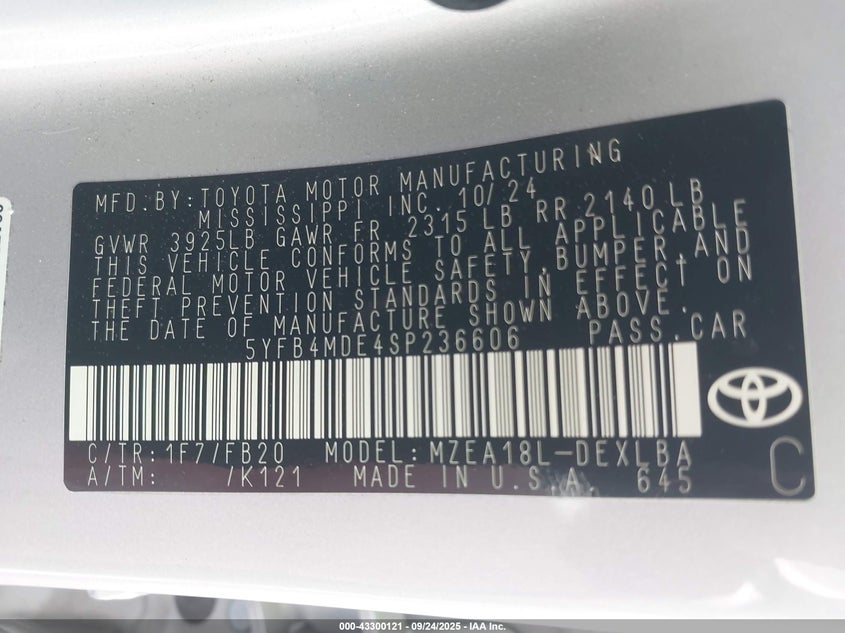 MFD.BY:TOYOTA MOTOR MANUFACTURING
MISSISSIPPI INC. 10/24
GVWR 3925LB GAWR FR 2315 LB RR 2140 LB
THIS VEHICLE CONFORMS TO ALL APPLICABLE
FEDERAL MOTOR VEHICLE SAFETY,BUMPER,AND
THEFT PREVENTION STANDARDS IN EFFECT ON
THE DATE OF MANUFACTURE SHOWN ABOVE.
5YFB4MDE4SP236606 PASS.CAR
C/TR:1F7/FB20 MODEL:MZEA18L-DEXLBA
A/TM: /K121 MADE IN U.S.A. 645
C
000-43300121 - 09/24/2025 - IAA Inc.